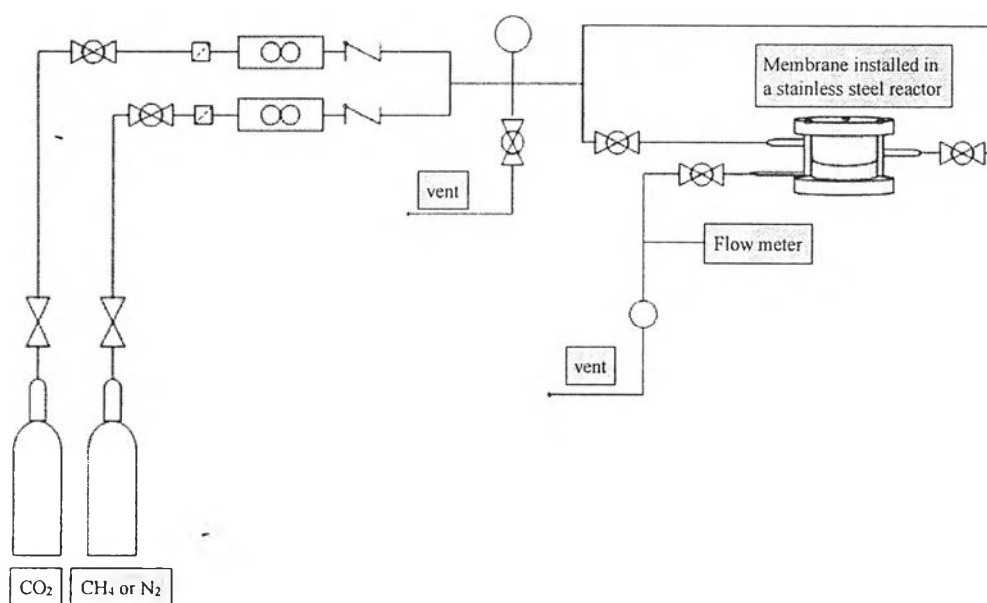 Membrane installed in
a stainless steel reactor
vent
Flow meter
vent
CO₂
CH₄ or N₂